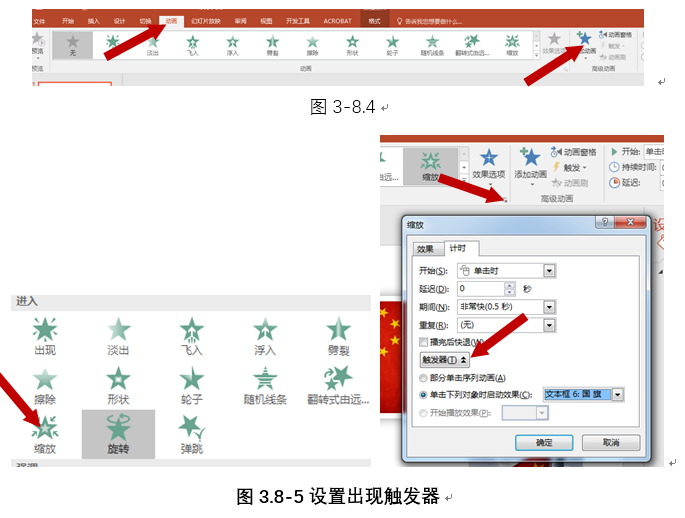 文件 开始 插入 设计 切换 动画 幻灯片放映 审阅 视图 开发工具 ACROBAT 格式 告诉我您想要做什么...
预览 无 淡出 飞入 浮入 劈裂 擦除 形状 轮子 随机线条 翻转式由远... 缩放 效果选项 添加动画 动画窗格
触发
动画刷
预览 动画 高级动画
图 3-8.4
由远... 缩放 效果选项 添加动画 动画窗格 开始: 单击时
触发 持续时间:
动画刷 延迟:
高级动画
缩放
效果 计时
开始(S): 单击时
延迟(D): 0 秒
期间(N): 非常快(0.5 秒)
重复(R): (无)
播完后快退(W)
触发器(T)
部分单击序列动画(A)
单击下列对象时启动效果(C): 文本框 6: 国 旗
开始播放效果(P):
确定 取消
进入
出现 淡出 飞入 浮入 劈裂
擦除 形状 轮子 随机线条 翻转式由远...
缩放 旋转 弹跳
强调
图 3.8-5 设置出现触发器